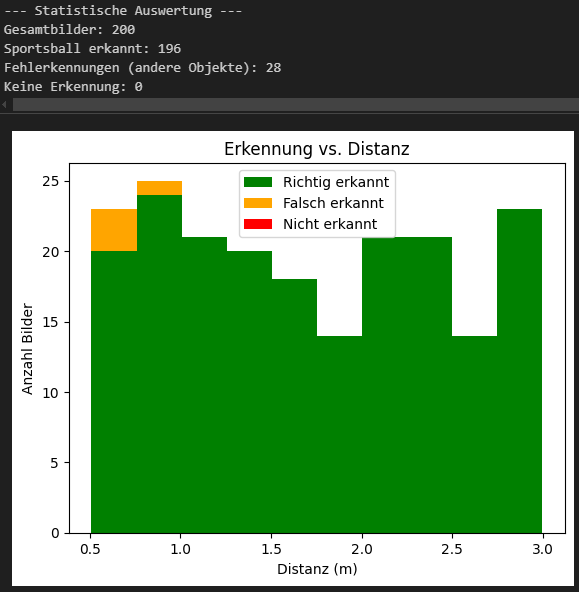 --- Statistische Auswertung ---
Gesamtbilder: 200
Sportsball erkannt: 196
Fehlerkennungen (andere Objekte): 28
Keine Erkennung: 0
Erkennung vs. Distanz
Richtig erkannt
Falsch erkannt
Nicht erkannt
Anzahl Bilder
25
20
15
10
5
0
0.5 1.0 1.5 2.0 2.5 3.0
Distanz (m)